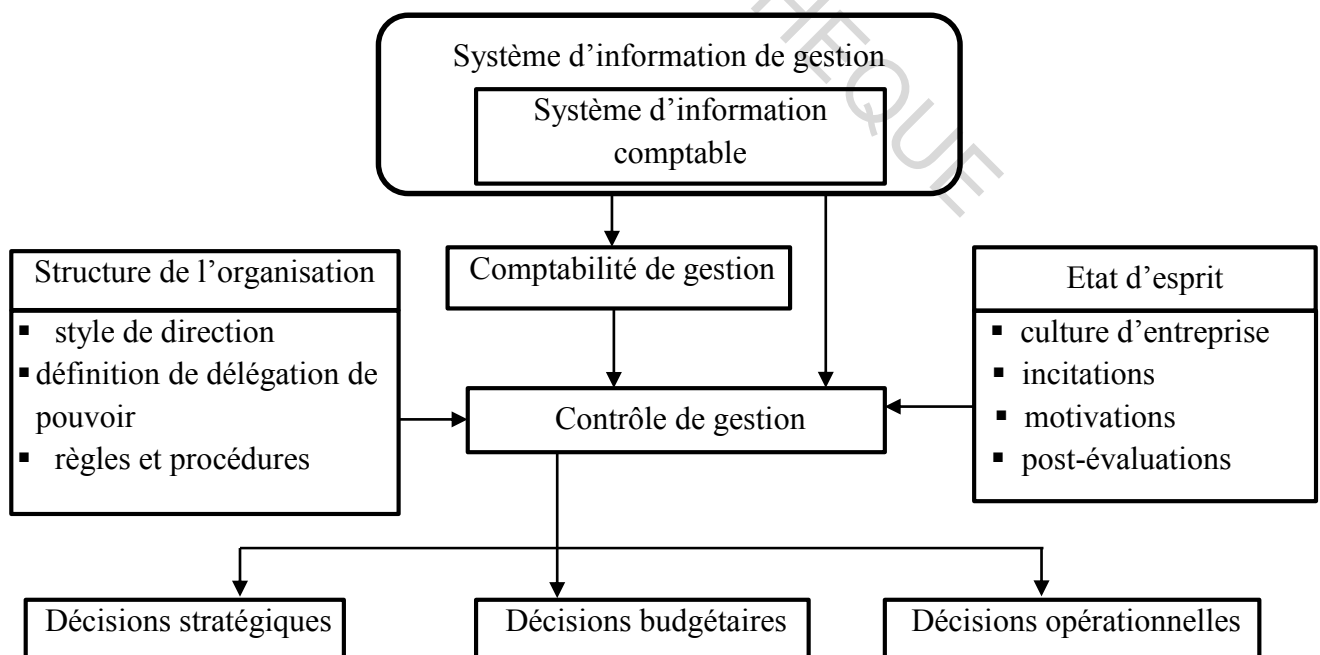 HEQUE
Système d’information de gestion
Système d’information
comptable
Structure de l’organisation
▪ style de direction
▪ définition de délégation de
pouvoir
▪ règles et procédures
Comptabilité de gestion
Etat d’esprit
▪ culture d’entreprise
▪ incitations
▪ motivations
▪ post-évaluations
Contrôle de gestion
Décisions stratégiques
Décisions budgétaires
Décisions opérationnelles